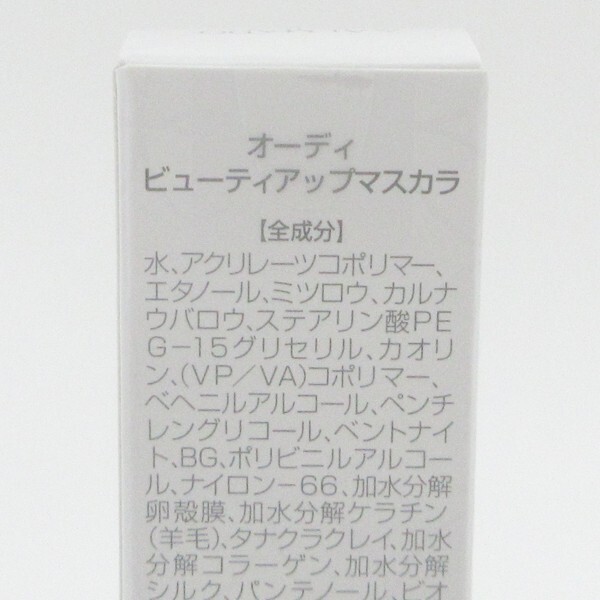 オーディ
ビューティアップマスカラ
【全成分】
水、アクリレーツコポリマー、
エタノール、ミツロウ、カルナ
ウバロウ、ステアリン酸PE
G-15グリセリル、カオリ
ン、(VP/VA)コポリマー、
ベヘニルアルコール、ペンチ
レングリコール、ベントナイ
ト、BG、ポリビニルアルコー
ル、ナイロン-66、加水分解
卵殻膜、加水分解ケラチン
(羊毛)、タナクラクレイ、加水
分解コラーゲン、加水分解
シルク、パンテノール、ビオ